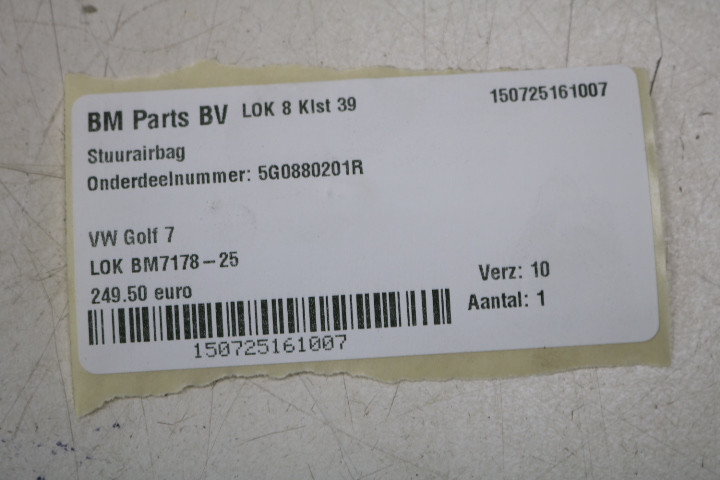 BM Parts BV LOK 8 Klst 39 150725161007
Stuurairbag
Onderdeelnummer: 5G0880201R
VW Golf 7
LOK BM7178-25
Verz: 10
249.50 euro
Aantal: 1
150725161007